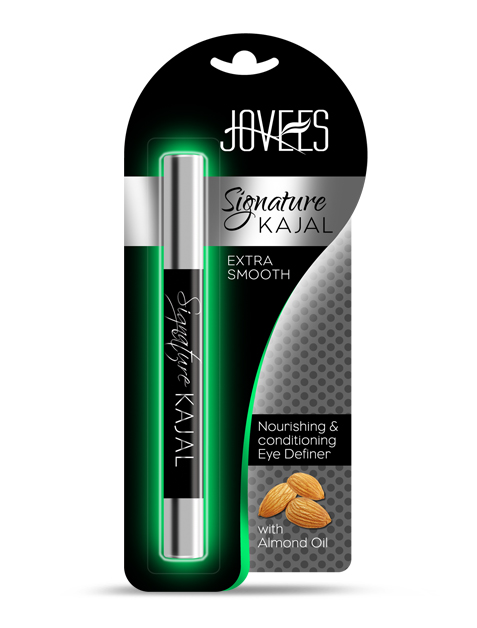 JOVEES
Signature
KAJAL
EXTRA
SMOOTH
Signature KAJAL
Nourishing &
conditioning
Eye Definer
with
Almond Oil